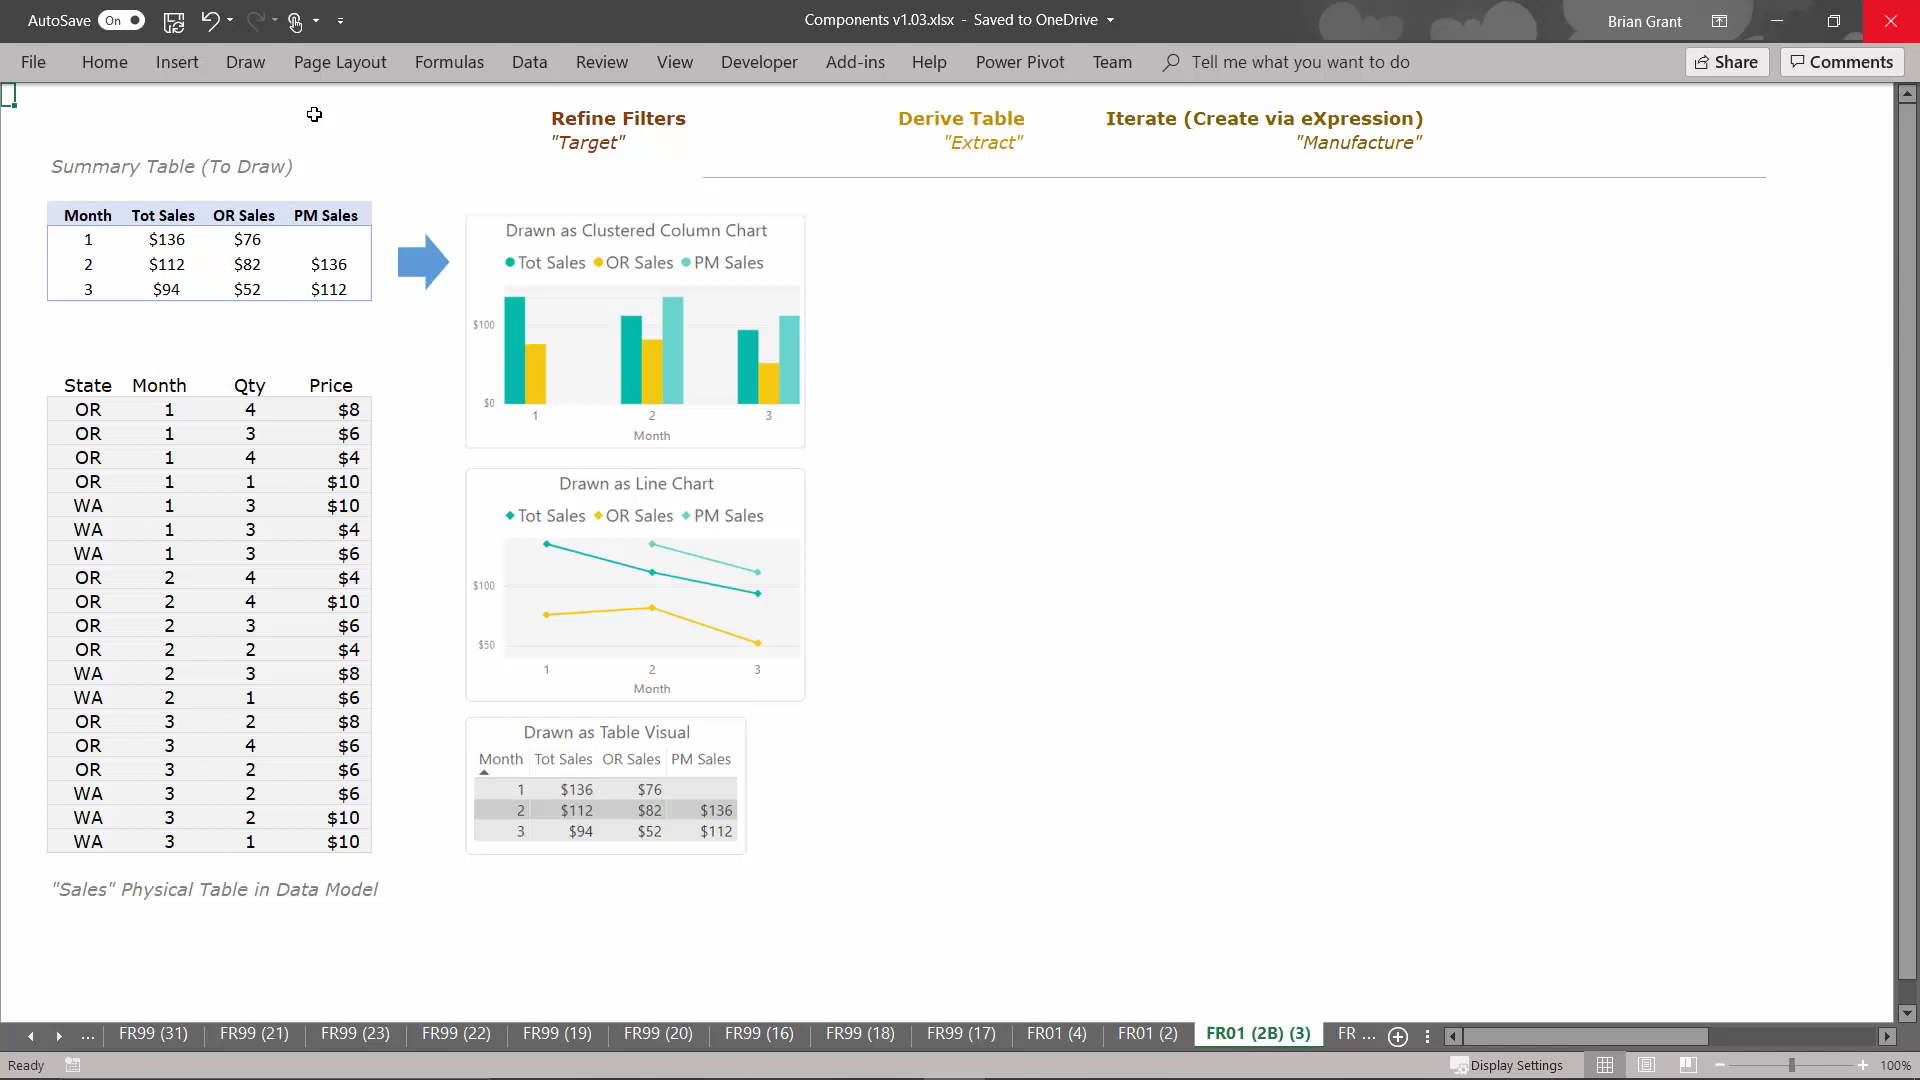 AutoSave On
Components v1.03.xlsx - Saved to OneDrive
Brian Grant
File Home Insert Draw Page Layout Formulas Data Review View Developer Add-ins Help Power Pivot Team Tell me what you want to do Share Comments
Refine Filters
"Target"
Derive Table
"Extract"
Iterate (Create via eXpression)
"Manufacture"
Summary Table (To Draw)
Month Tot Sales OR Sales PM Sales
1 $136 $76
2 $112 $82 $136
3 $94 $52 $112
Drawn as Clustered Column Chart
Tot Sales OR Sales PM Sales
$100
$0
1 2 3
Month
State Month Qty Price
OR 1 4 $8
OR 1 3 $6
OR 1 4 $4
OR 1 1 $10
WA 1 3 $10
WA 1 3 $4
WA 1 3 $6
OR 2 4 $4
OR 2 4 $10
OR 2 3 $6
OR 2 2 $4
WA 2 3 $8
WA 2 1 $6
OR 3 2 $8
OR 3 4 $6
OR 3 2 $6
WA 3 2 $6
WA 3 2 $10
WA 3 1 $10
"Sales" Physical Table in Data Model
Drawn as Line Chart
Tot Sales OR Sales PM Sales
$100
$50
1 2 3
Month
Drawn as Table Visual
Month Tot Sales OR Sales PM Sales
1 $136 $76
2 $112 $82 $136
3 $94 $52 $112
... FR99 (31) FR99 (21) FR99 (23) FR99 (22) FR99 (19) FR99 (20) FR99 (16) FR99 (18) FR99 (17) FR01 (4) FR01 (2) FR01 (2B) (3) FR ...
Ready
Display Settings
100%